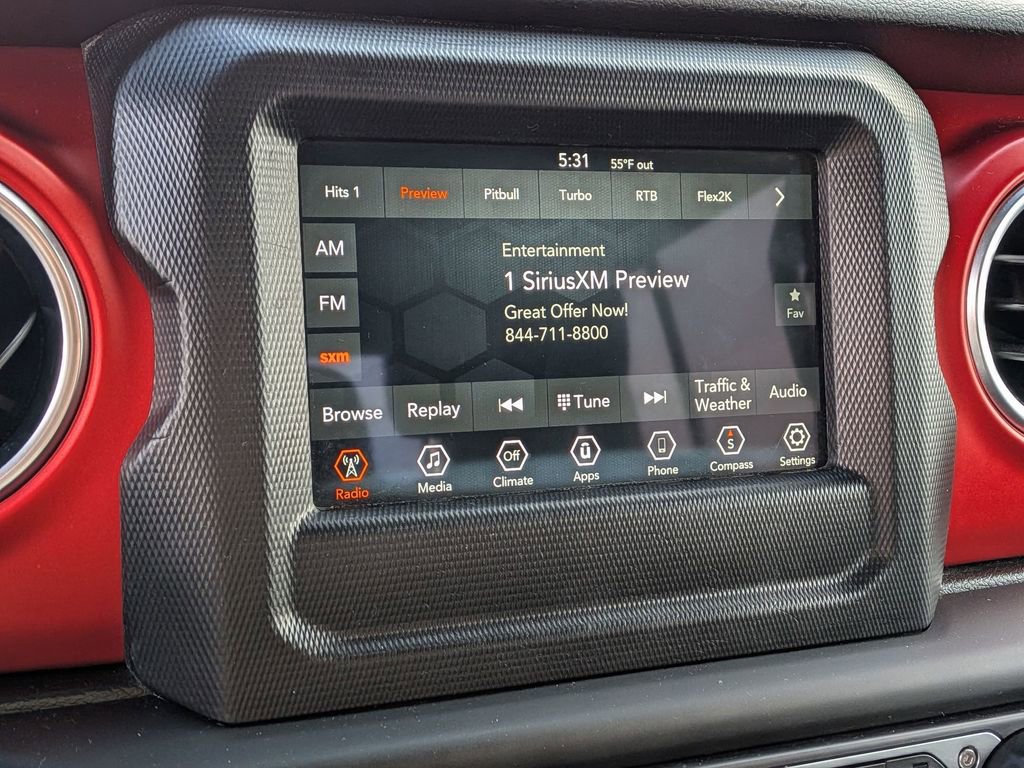 5:31 55°F out
Hits 1 Preview Pitbull Turbo RTB Flex2K
AM
FM
sxm
Entertainment
1 SiriusXM Preview
Great Offer Now!
844-711-8800
Fav
Browse Replay Tune Traffic &
Weather Audio
Off S
Radio Media Climate Apps Phone Compass Settings